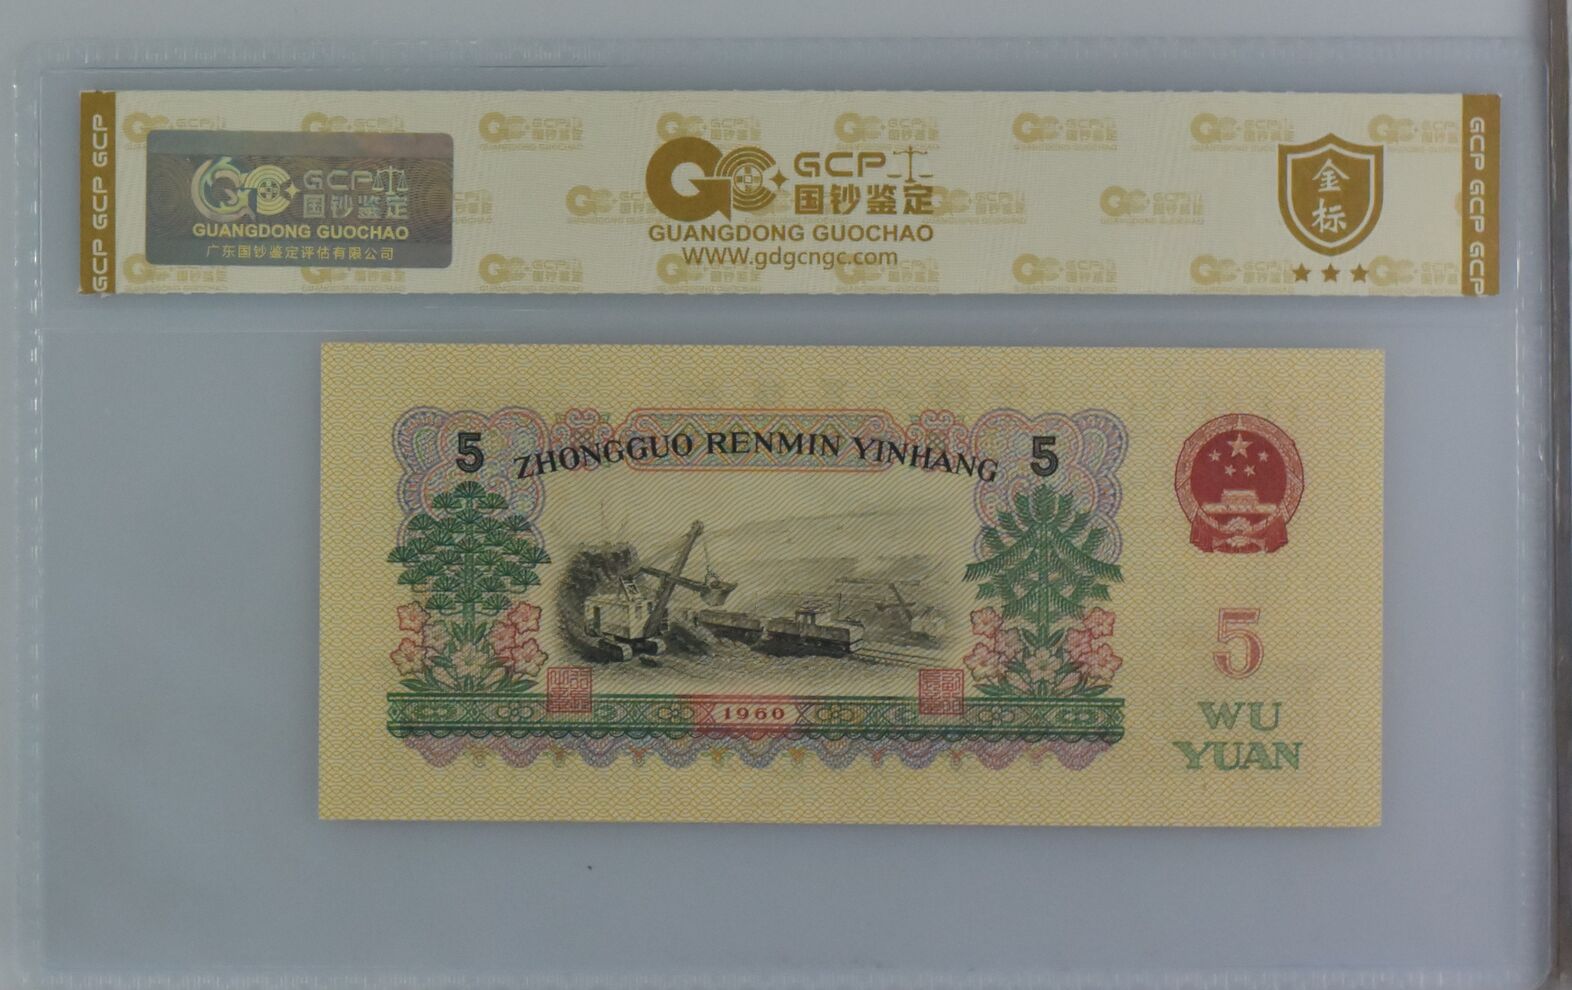 GCP GCP GCP
GCP
国钞鉴定
GUANGDONG GUOCHAO
广东国钞鉴定评估有限公司
GCP
国钞鉴定
GUANGDONG GUOCHAO
WWW.gdgcngc.com
金
标
GCP GCP GCP
5
ZHONGGUO RENMIN YINHANG
5
1960
5
WU
YUAN